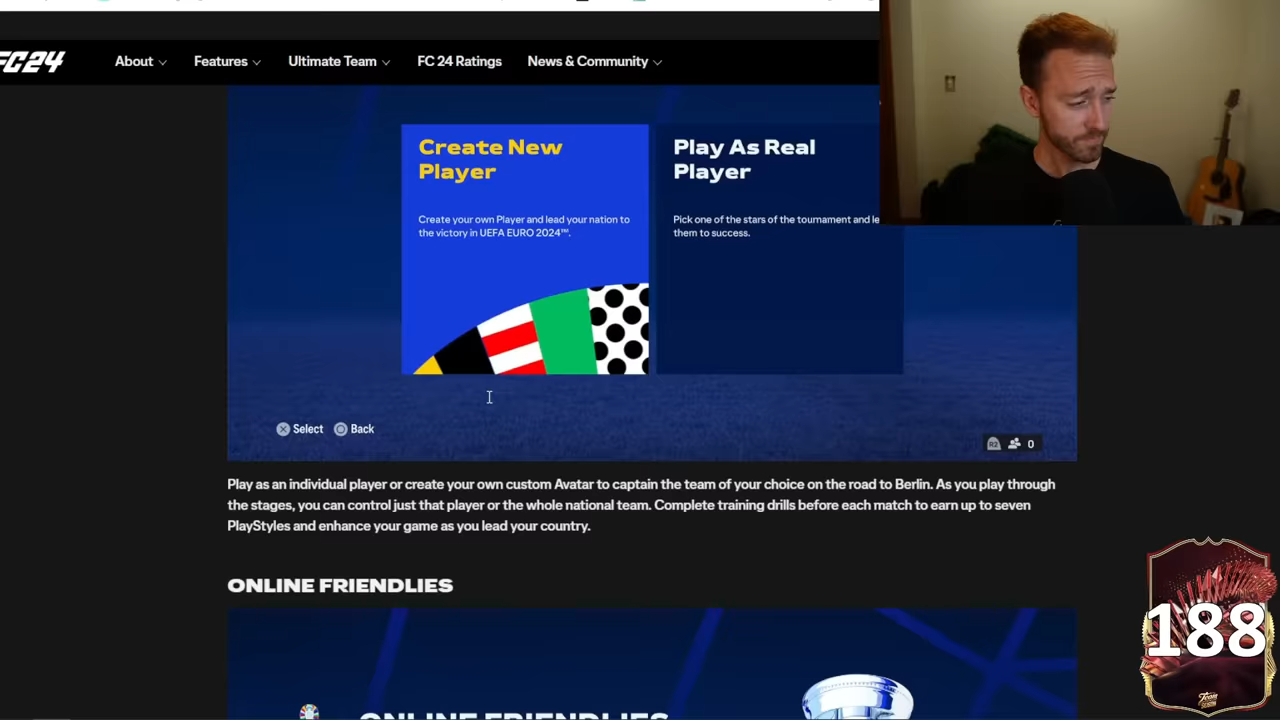 FC24
About
Features
Ultimate Team
FC 24 Ratings
News & Community
Create New
Player
Create your own Player and lead your nation to
the victory in UEFA EURO 2024™.
Play As Real
Player
Pick one of the stars of the tournament and le
them to success.
Select
Back
R2
0
Play as an individual player or create your own custom Avatar to captain the team of your choice on the road to Berlin. As you play through
the stages, you can control just that player or the whole national team. Complete training drills before each match to earn up to seven
PlayStyles and enhance your game as you lead your country.
ONLINE FRIENDLIES
ONLINE FRIENDLIES
188